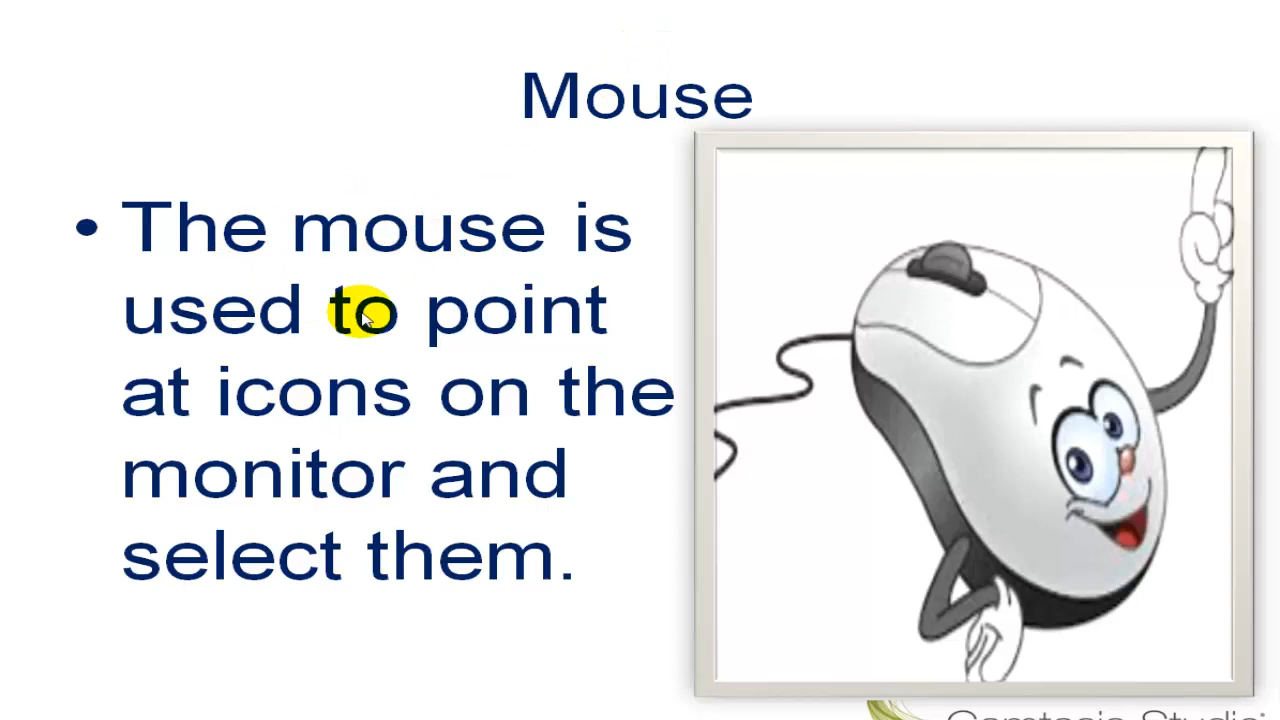 Mouse
• The mouse is
used to point
at icons on the
monitor and
select them.
Camtasia Studio®